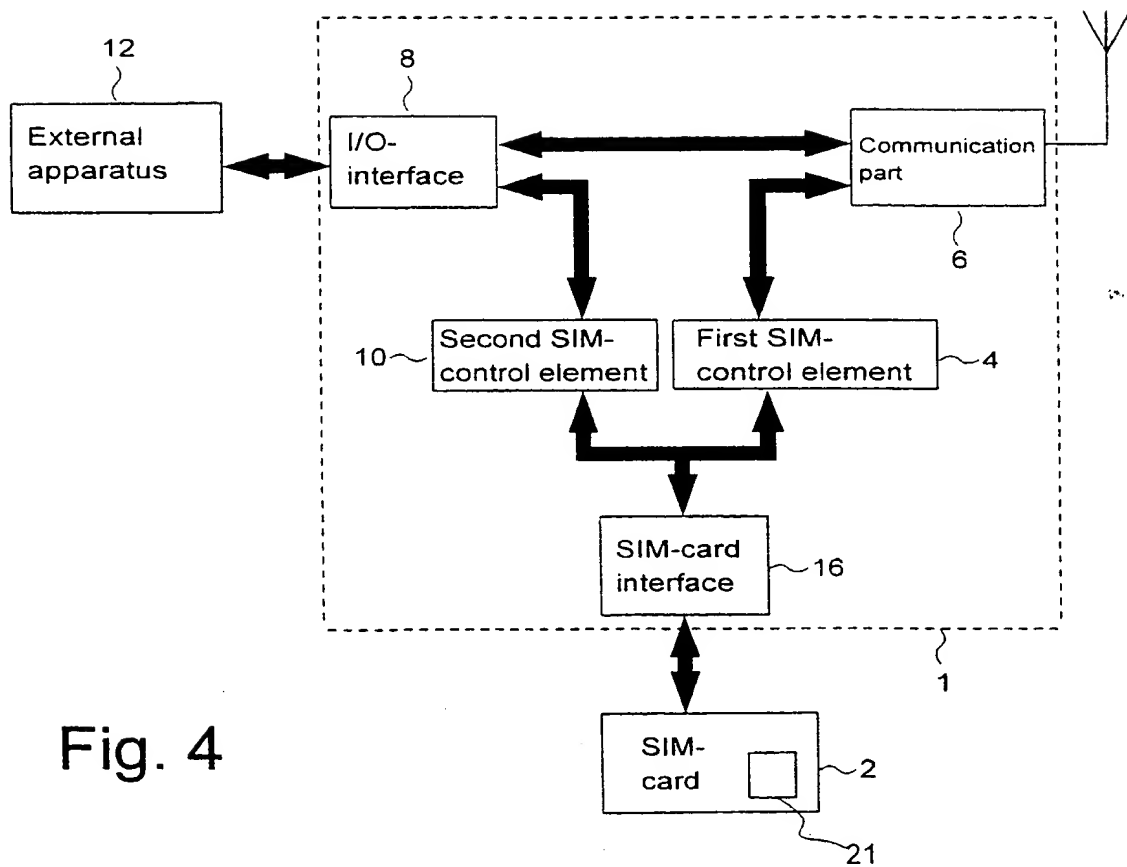 12
External
apparatus
8
I/O-
interface
Communication
part
6
10
Second SIM-
control element
First SIM-
control element
4
SIM-card
interface
16
1
SIM-
card
2
21
Fig. 4